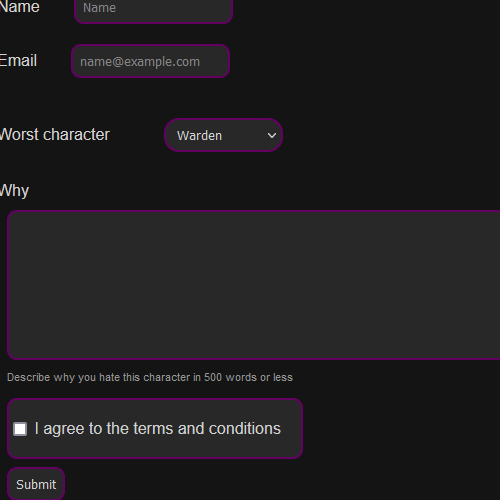 Name Name
Email name@example.com
Worst character Warden
Why
Describe why you hate this character in 500 words or less
I agree to the terms and conditions
Submit